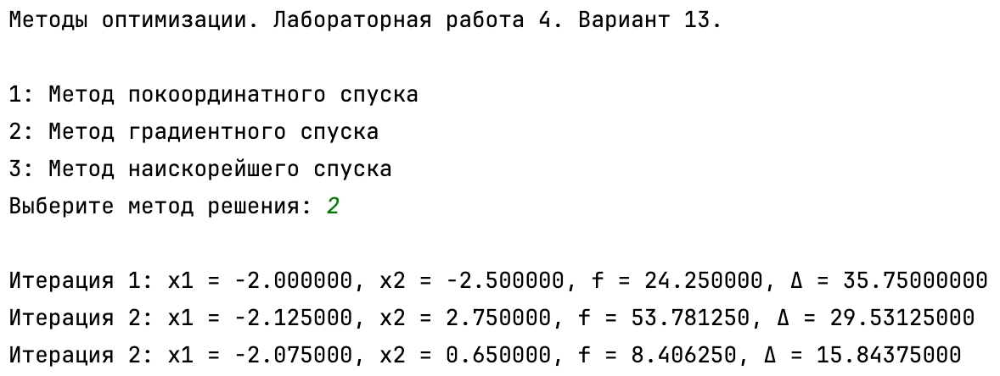 Методы оптимизации. Лабораторная работа 4. Вариант 13.
1: Метод покоординатного спуска
2: Метод градиентного спуска
3: Метод наискорейшего спуска
Выберите метод решения: 2
Итерация 1: x1 = -2.000000, x2 = -2.500000, f = 24.250000, Δ = 35.75000000
Итерация 2: x1 = -2.125000, x2 = 2.750000, f = 53.781250, Δ = 29.53125000
Итерация 2: x1 = -2.075000, x2 = 0.650000, f = 8.406250, Δ = 15.84375000